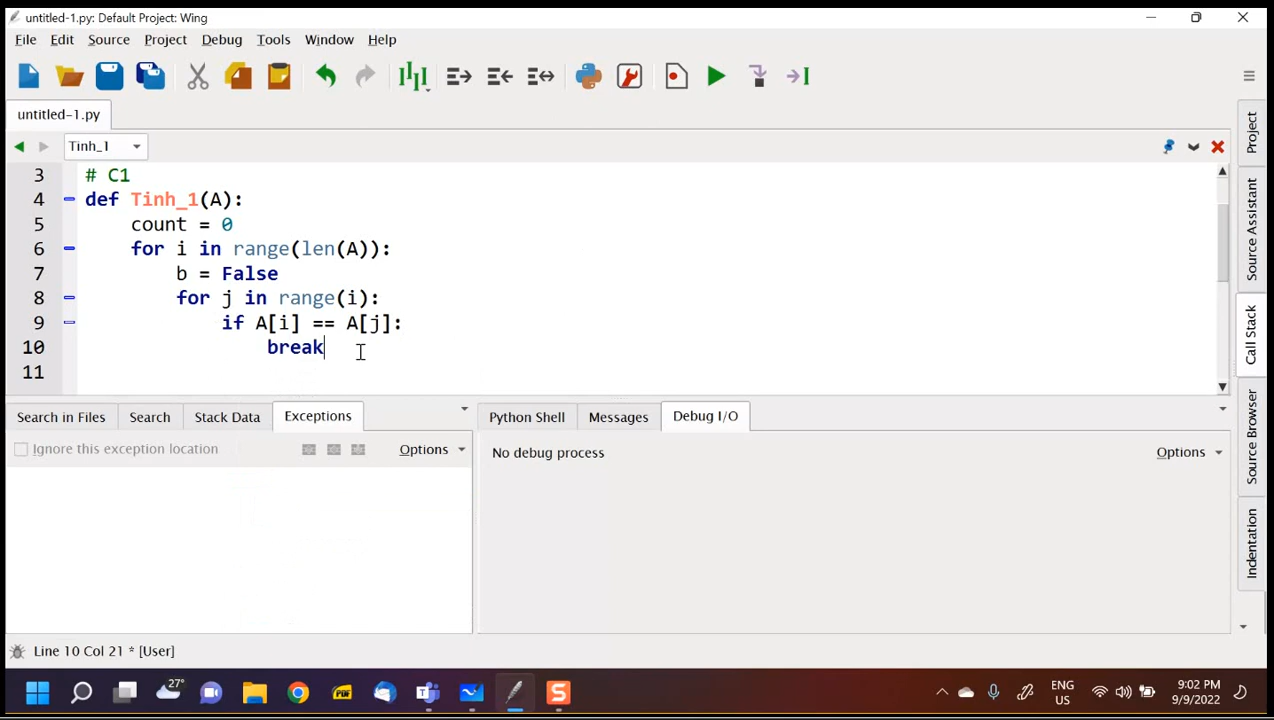 untitled-1.py: Default Project: Wing
File Edit Source Project Debug Tools Window Help
untitled-1.py
Tinh_1
3 # C1
4 def Tinh_1(A):
5 count = 0
6 for i in range(len(A)):
7 b = False
8 for j in range(i):
9 if A[i] == A[j]:
10 break
11
Project
Source Assistant
Call Stack
Source Browser
Indentation
Search in Files Search Stack Data Exceptions
Ignore this exception location Options
Python Shell Messages Debug I/O
No debug process Options
Line 10 Col 21 * [User]
27°
PDF
S
ENG
US
9:02 PM
9/9/2022